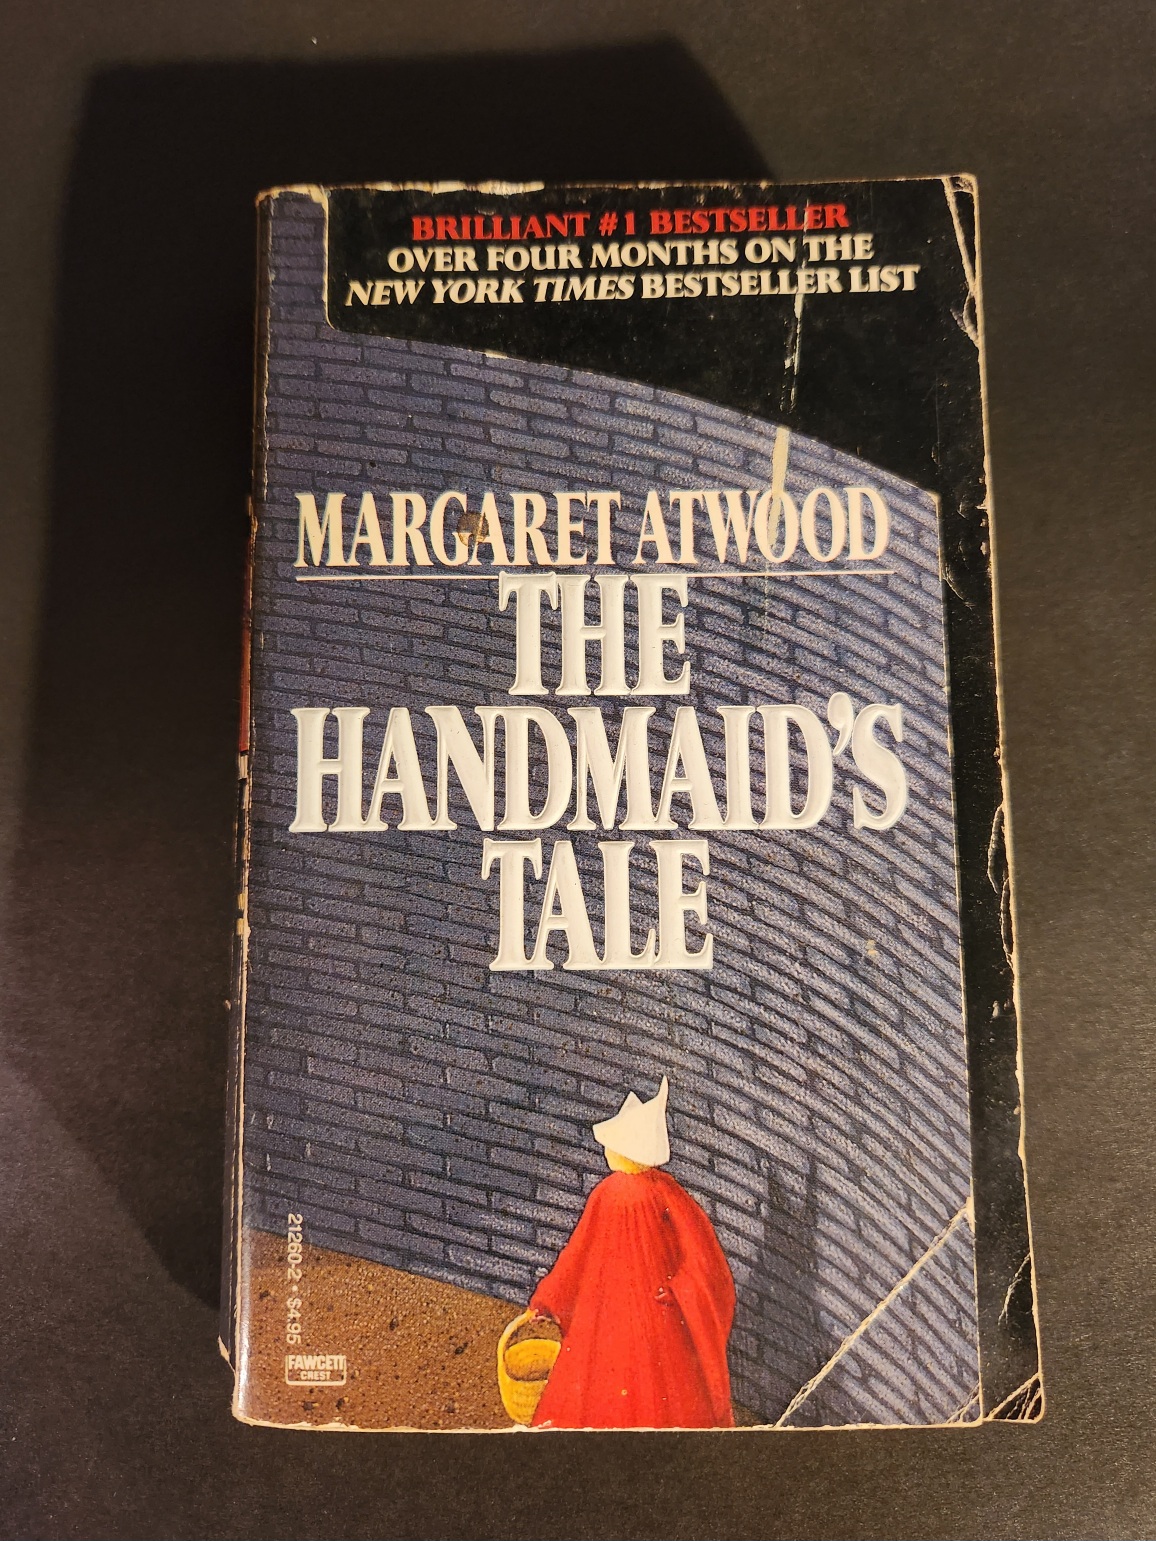 BRILLIANT #1 BESTSELLER
OVER FOUR MONTHS ON THE
NEW YORK TIMES BESTSELLER LIST
MARGARET ATWOOD
THE
HANDMAID'S
TALE
21260-2 • $4.95
FAWCETT
CREST